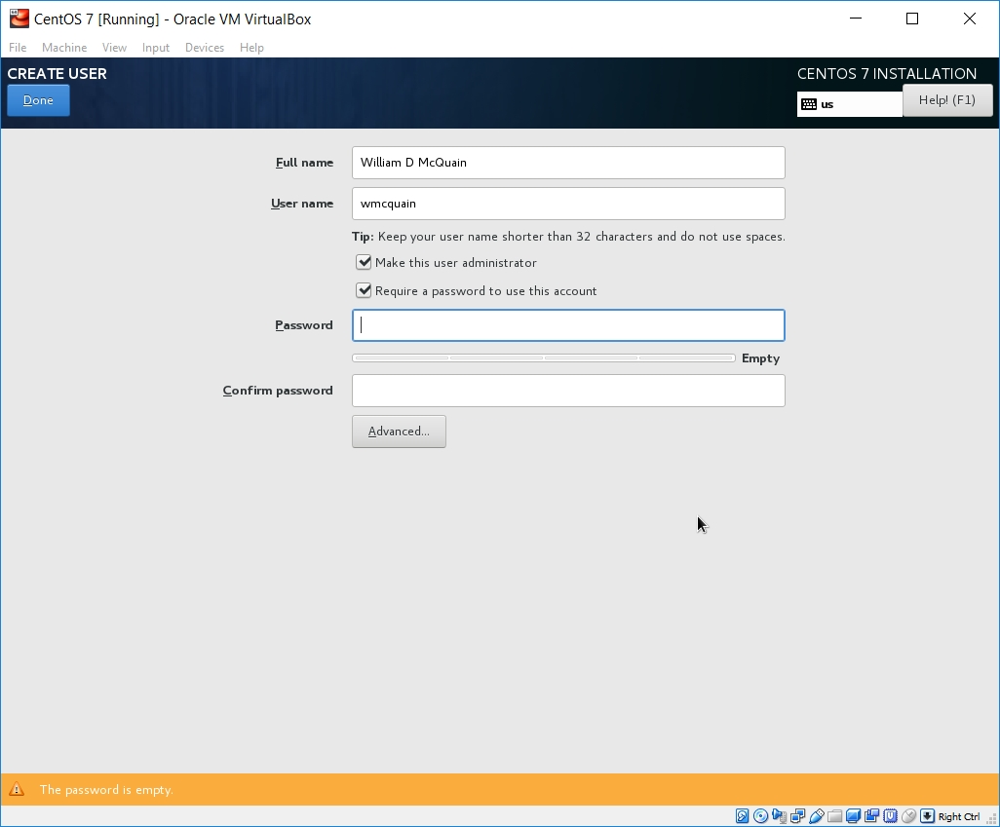 CentOS 7 [Running] - Oracle VM VirtualBox
File Machine View Input Devices Help
CREATE USER
CENTOS 7 INSTALLATION
Done
us
Help! (F1)
Full name
William D McQuain
User name
wmcquain
Tip: Keep your user name shorter than 32 characters and do not use spaces.
Make this user administrator
Require a password to use this account
Password
Empty
Confirm password
Advanced...
The password is empty.
Right Ctrl